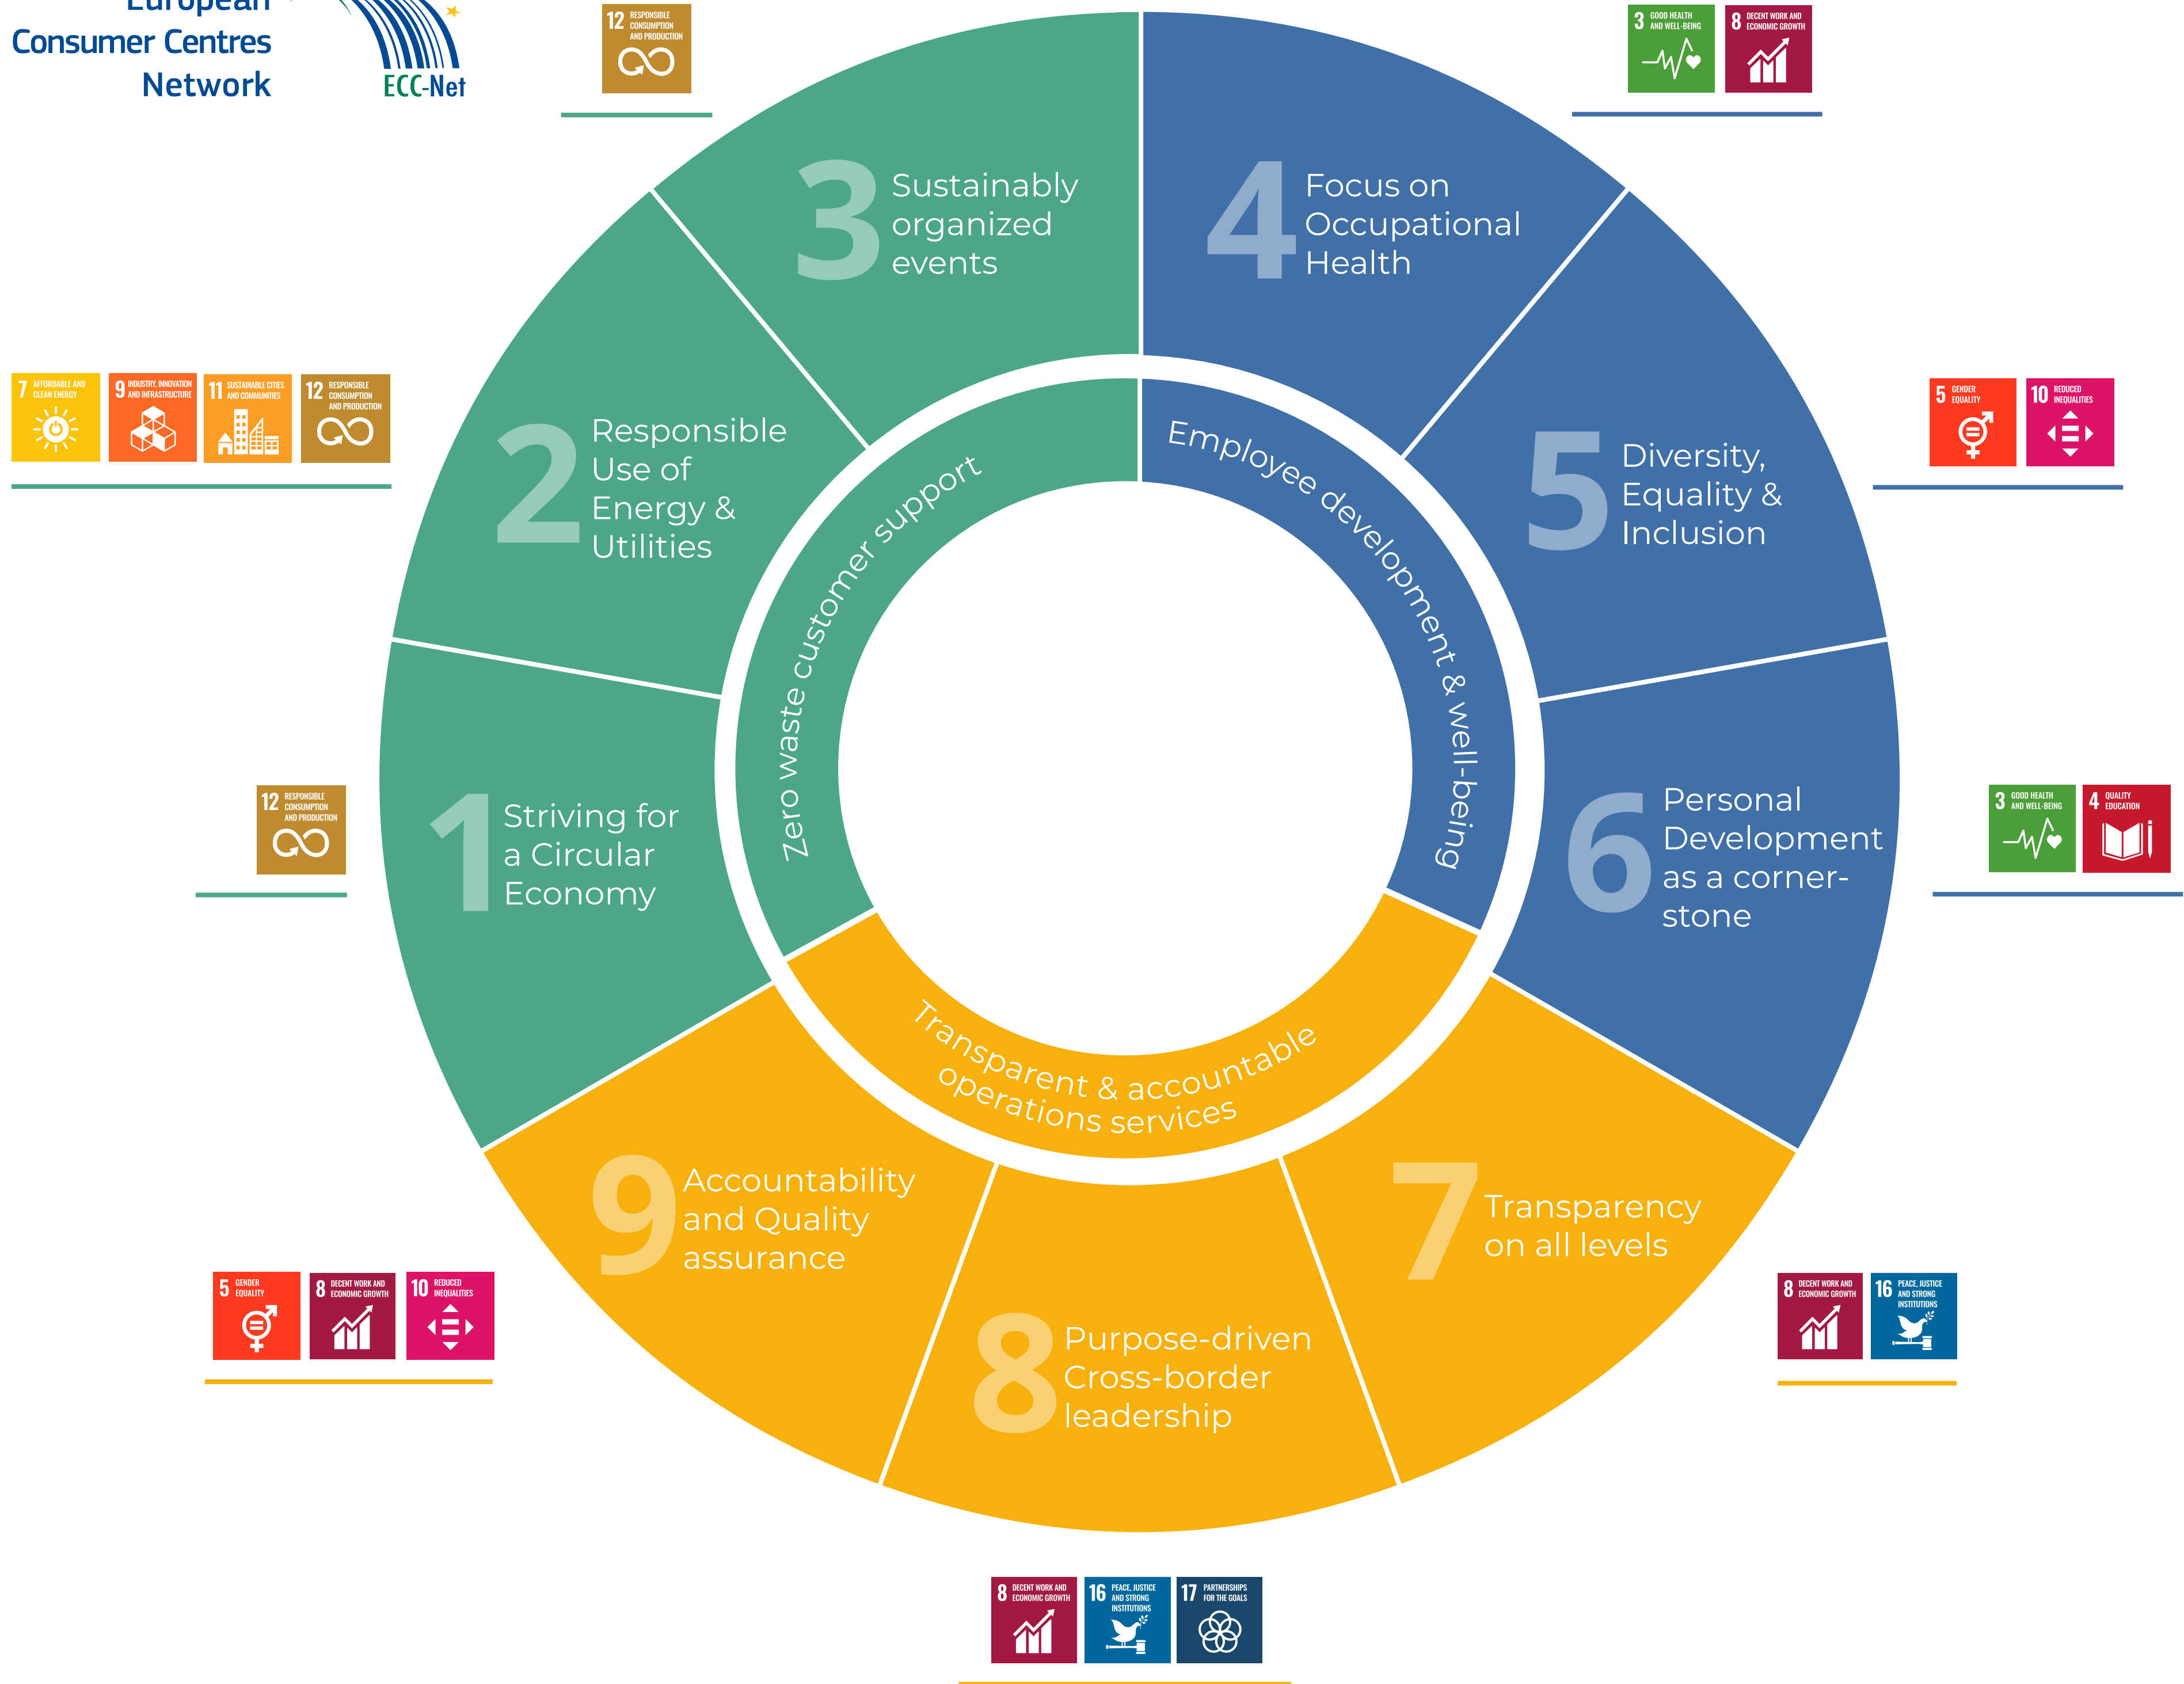 European
Consumer Centres
Network
ECC-Net
12 RESPONSIBLE
CONSUMPTION
AND PRODUCTION
3 GOOD HEALTH
AND WELL-BEING
8 DECENT WORK AND
ECONOMIC GROWTH
3 Sustainably
organized
events
4 Focus on
Occupational
Health
7 AFFORDABLE AND
CLEAN ENERGY
9 INDUSTRY, INNOVATION
AND INFRASTRUCTURE
11 SUSTAINABLE CITIES
AND COMMUNITIES
12 RESPONSIBLE
CONSUMPTION
AND PRODUCTION
2 Responsible
Use of
Energy &
Utilities
5 Diversity,
Equality &
Inclusion
5 GENDER
EQUALITY
10 REDUCED
INEQUALITIES
Zero waste customer support
Employee development & well-being
12 RESPONSIBLE
CONSUMPTION
AND PRODUCTION
1 Striving for
a Circular
Economy
6 Personal
Development
as a corner-
stone
3 GOOD HEALTH
AND WELL-BEING
4 QUALITY
EDUCATION
Transparent & accountable
operations services
9 Accountability
and Quality
assurance
7 Transparency
on all levels
5 GENDER
EQUALITY
8 DECENT WORK AND
ECONOMIC GROWTH
10 REDUCED
INEQUALITIES
8 Purpose-driven
Cross-border
leadership
8 DECENT WORK AND
ECONOMIC GROWTH
16 PEACE, JUSTICE
AND STRONG
INSTITUTIONS
8 DECENT WORK AND
ECONOMIC GROWTH
16 PEACE, JUSTICE
AND STRONG
INSTITUTIONS
17 PARTNERSHIPS
FOR THE GOALS